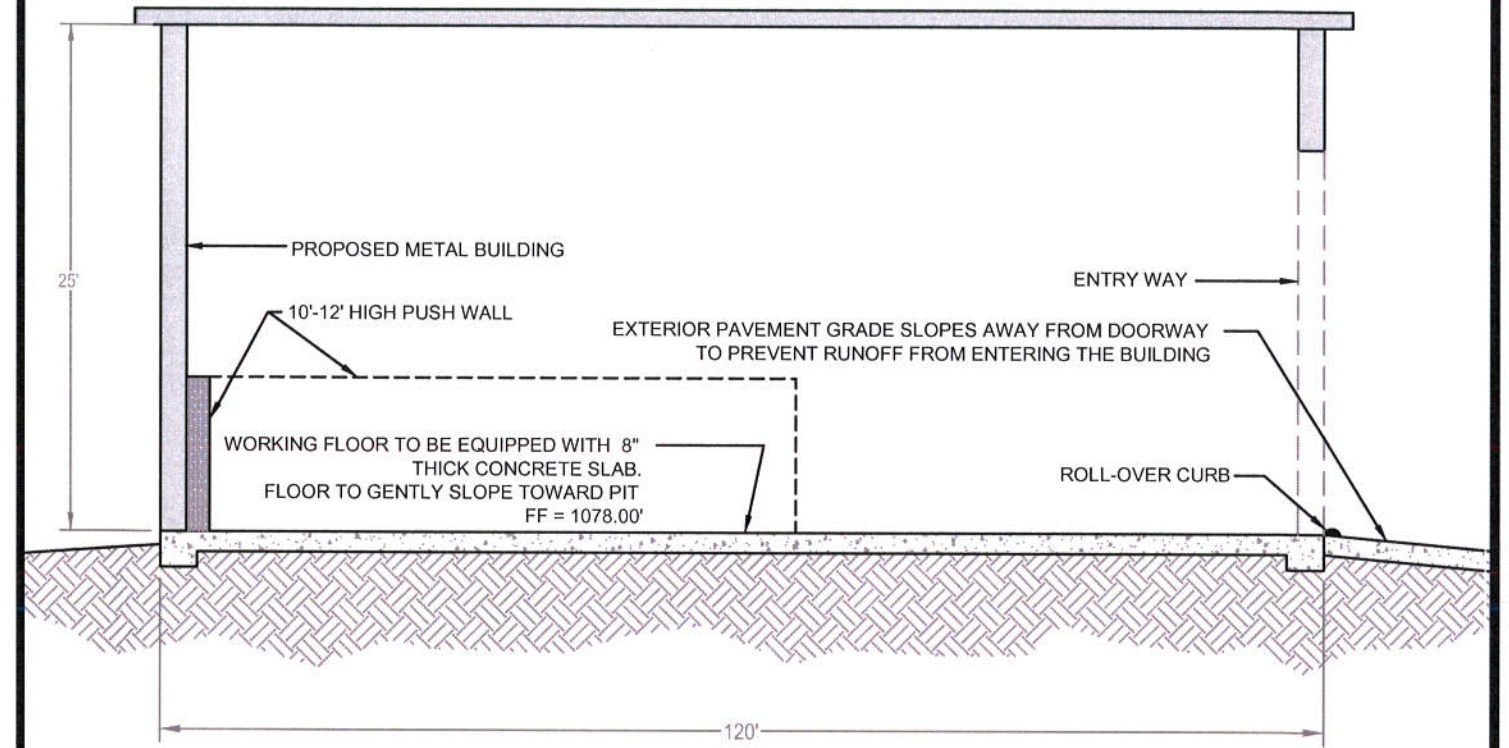 25'
PROPOSED METAL BUILDING
10'-12' HIGH PUSH WALL
ENTRY WAY
EXTERIOR PAVEMENT GRADE SLOPES AWAY FROM DOORWAY
TO PREVENT RUNOFF FROM ENTERING THE BUILDING
WORKING FLOOR TO BE EQUIPPED WITH 8"
THICK CONCRETE SLAB.
FLOOR TO GENTLY SLOPE TOWARD PIT
FF = 1078.00'
ROLL-OVER CURB
120'